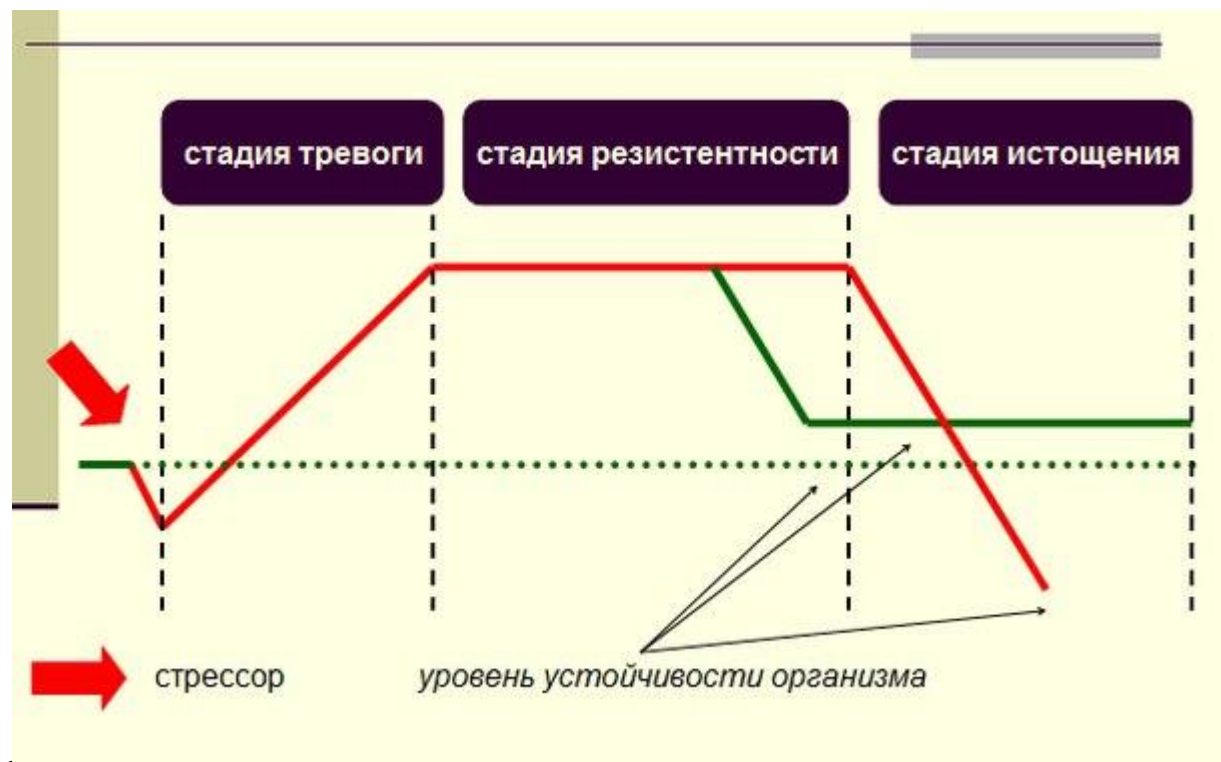 стадия тревоги
стадия резистентности
стадия истощения
стрессор
уровень устойчивости организма